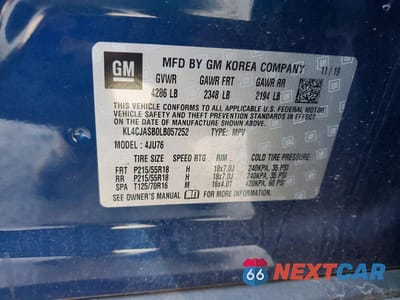 GM
MFD BY GM KOREA COMPANY
11 / 19
GVWR GAWR FRT GAWR RR
4286 LB 2348 LB 2194 LB
THIS VEHICLE CONFORMS TO ALL APPLICABLE U.S. FEDERAL MOTOR
VEHICLE SAFETY AND THEFT PREVENTION STANDARDS IN EFFECT ON THE DATE OF
MANUFACTURE SHOWN ABOVE.
KL4CJASB0LB057252 TYPE: MPV
MODEL: 4JU76
TIRE SIZE SPEED RTG RIM COLD TIRE PRESSURE
FRT P215/55R18 H 18x7.0J 240KPA, 35 PSI
RR P215/55R18 H 18x7.0J 240KPA, 35 PSI
SPA T125/70R16 M 16x4.0T 420KPA, 60 PSI
SEE OWNER'S MANUAL
66 NEXTCAR.com